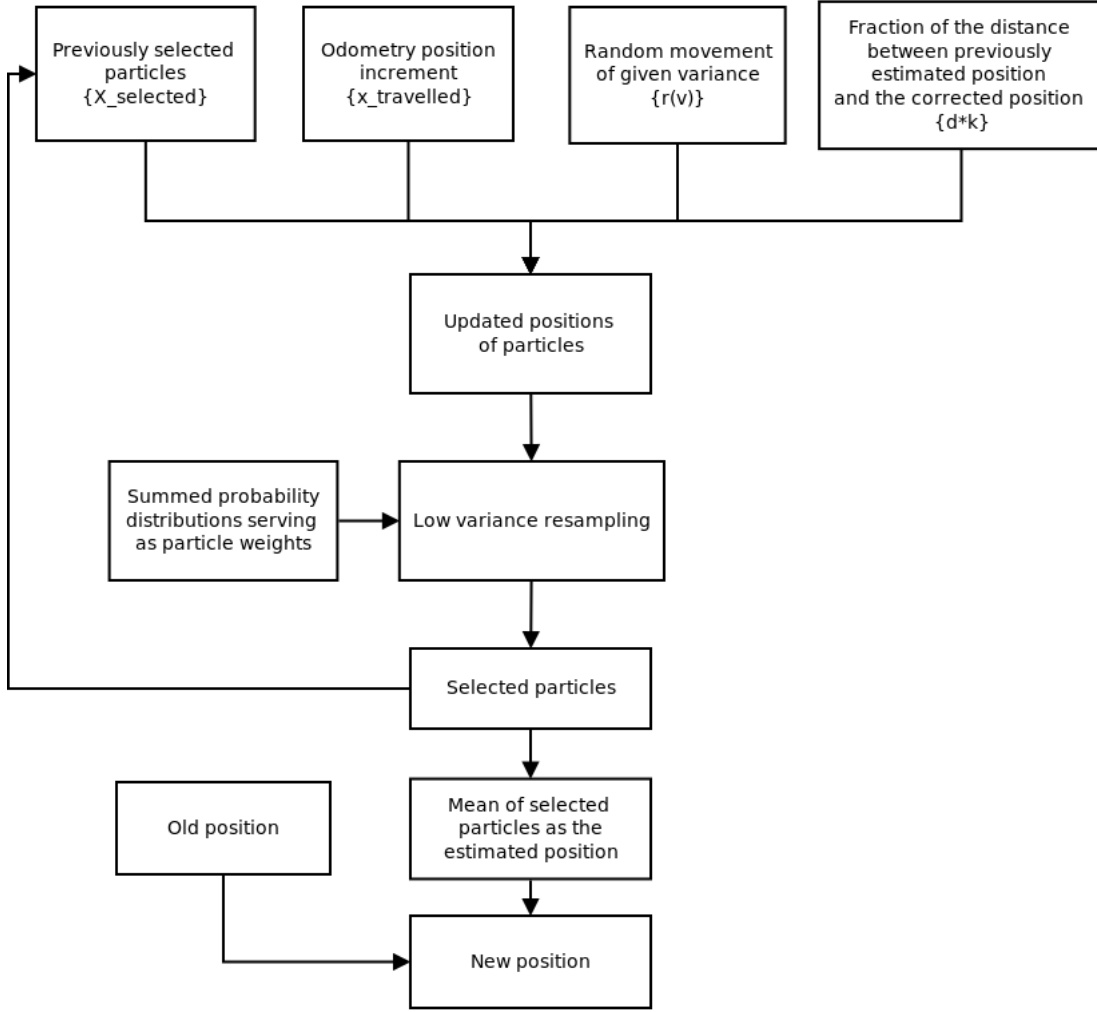 Previously selected
particles
{X_selected}
Odometry position
increment
{x_travelled}
Random movement
of given variance
{r(v)}
Fraction of the distance
between previously
estimated position
and the corrected position
{d*k}
Updated positions
of particles
Summed probability
distributions serving
as particle weights
Low variance resampling
Selected particles
Old position
Mean of selected
particles as the
estimated position
New position